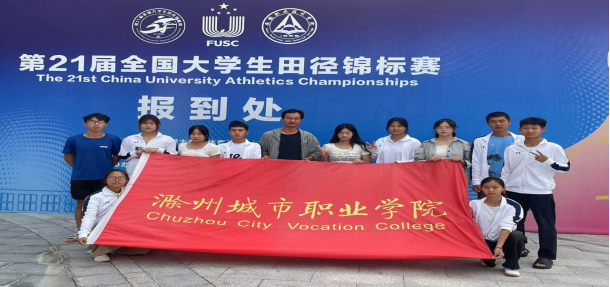 FUSC
第21届全国大学生田径锦标赛
The 21st China University Athletics Championships
报到处
滁州城市职业学院
Chuzhou City Vocation College